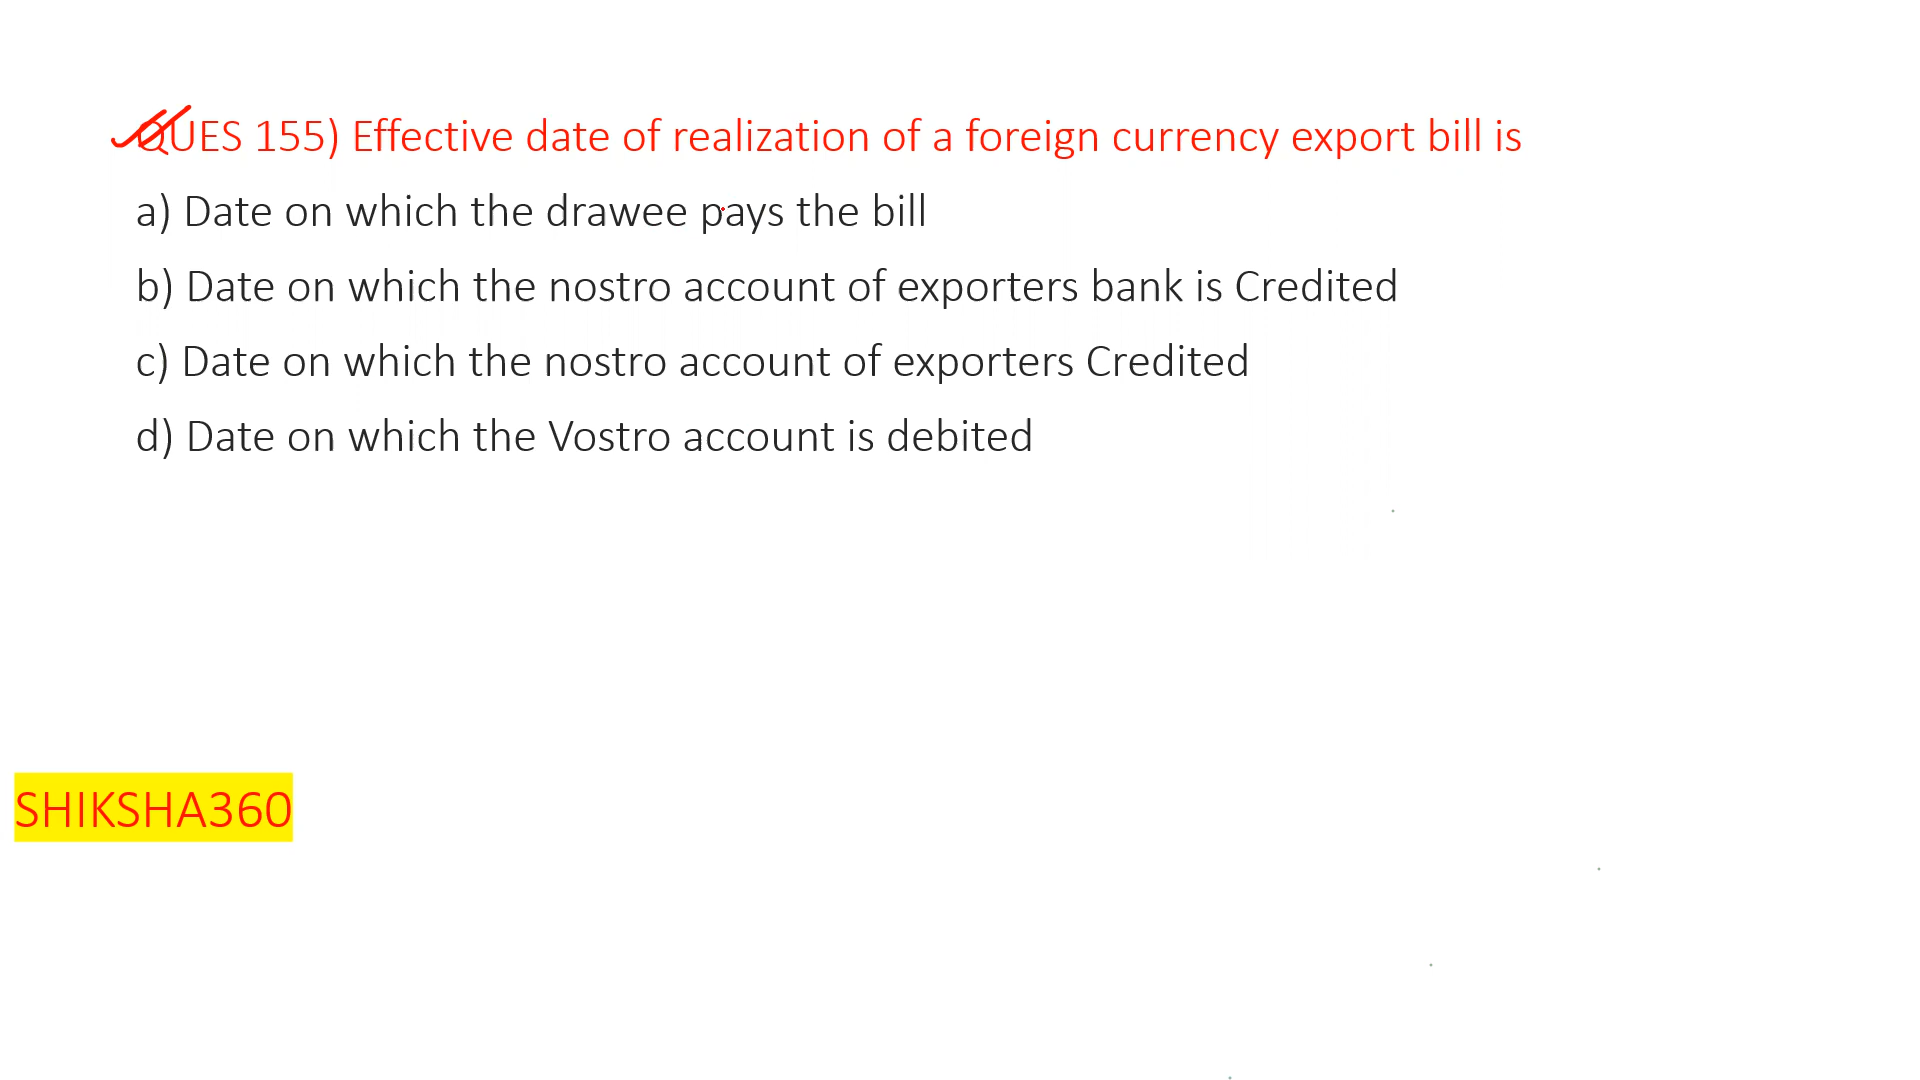 QUES 155) Effective date of realization of a foreign currency export bill is
a) Date on which the drawee pays the bill
b) Date on which the nostro account of exporters bank is Credited
c) Date on which the nostro account of exporters Credited
d) Date on which the Vostro account is debited
SHIKSHA360